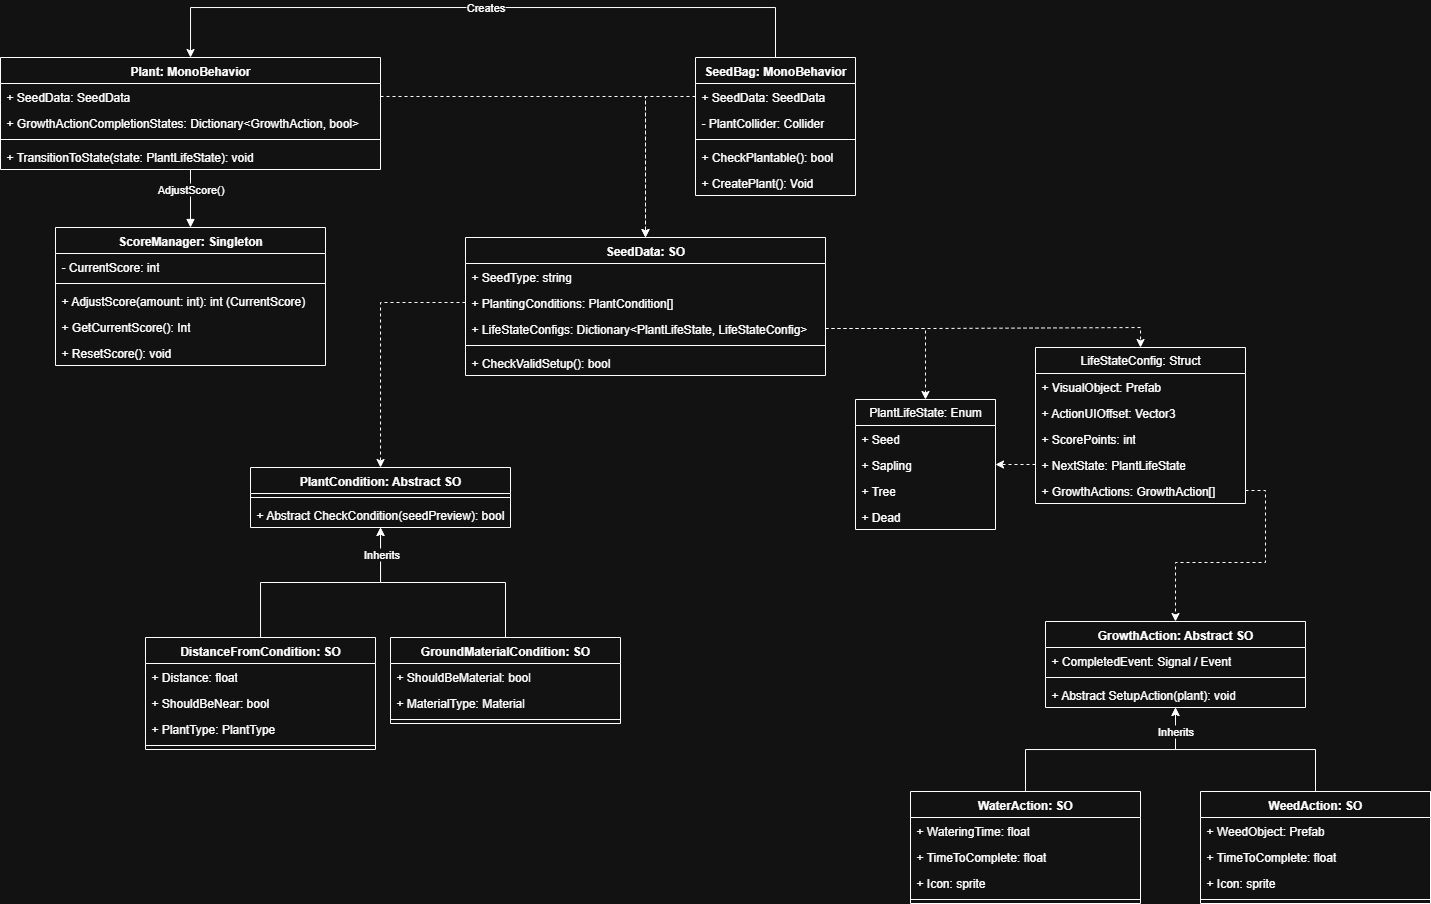 Creates
Plant: MonoBehavior
+ SeedData: SeedData
+ GrowthActionCompletionStates: Dictionary<GrowthAction, bool>
+ TransitionToState(state: PlantLifeState): void
SeedBag: MonoBehavior
+ SeedData: SeedData
- PlantCollider: Collider
+ CheckPlantable(): bool
+ CreatePlant(): Void
AdjustScore()
ScoreManager: Singleton
- CurrentScore: int
+ AdjustScore(amount: int): int (CurrentScore)
+ GetCurrentScore(): Int
+ ResetScore(): void
SeedData: SO
+ SeedType: string
+ PlantingConditions: PlantCondition[]
+ LifeStateConfigs: Dictionary<PlantLifeState, LifeStateConfig>
+ CheckValidSetup(): bool
LifeStateConfig: Struct
+ VisualObject: Prefab
+ ActionUIOffset: Vector3
+ ScorePoints: int
+ NextState: PlantLifeState
+ GrowthActions: GrowthAction[]
PlantLifeState: Enum
+ Seed
+ Sapling
+ Tree
+ Dead
PlantCondition: Abstract SO
+ Abstract CheckCondition(seedPreview): bool
Inherits
DistanceFromCondition: SO
+ Distance: float
+ ShouldBeNear: bool
+ PlantType: PlantType
GroundMaterialCondition: SO
+ ShouldBeMaterial: bool
+ MaterialType: Material
GrowthAction: Abstract SO
+ CompletedEvent: Signal / Event
+ Abstract SetupAction(plant): void
Inherits
WaterAction: SO
+ WateringTime: float
+ TimeToComplete: float
+ Icon: sprite
WeedAction: SO
+ WeedObject: Prefab
+ TimeToComplete: float
+ Icon: sprite